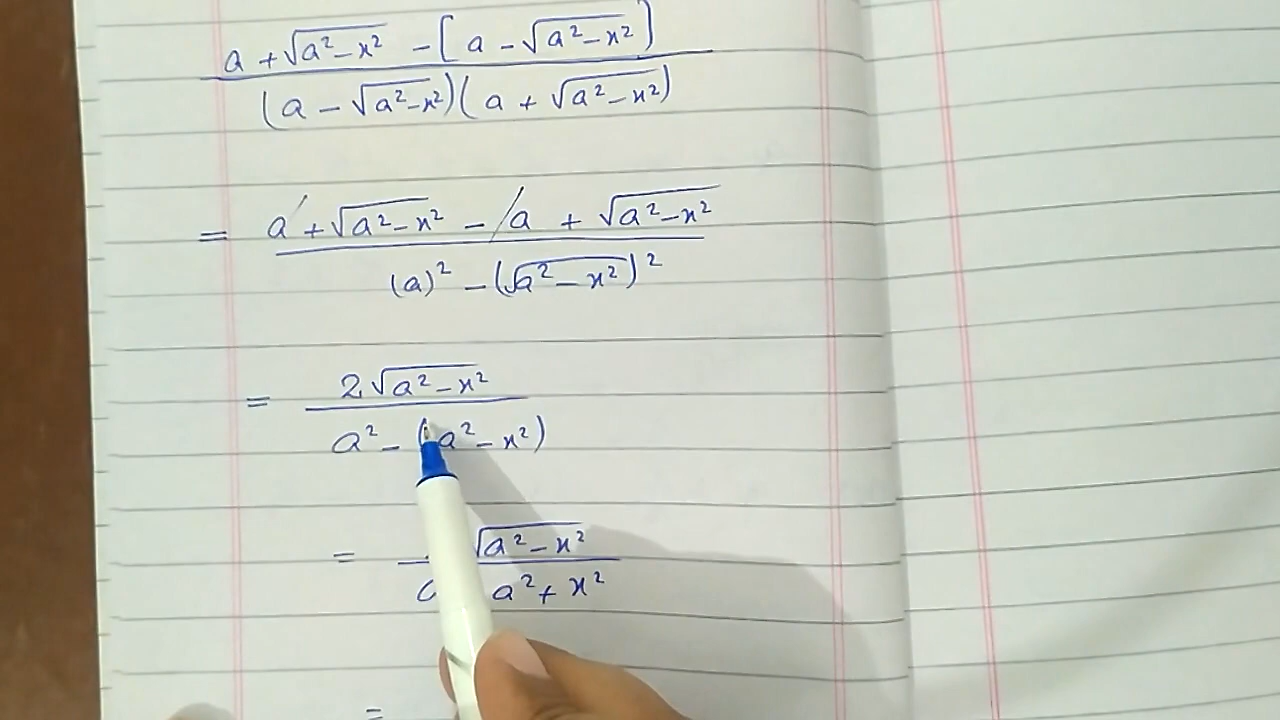 a + √a² - x² - [a - √a² - x²]
(a - √a² - x²)(a + √a² - x²)
= a + √a² - x² - a + √a² - x²
(a)² - (√a² - x²)²
= 2√a² - x²
a² - (a² - x²)
= √a² - x²
a² + x²
=